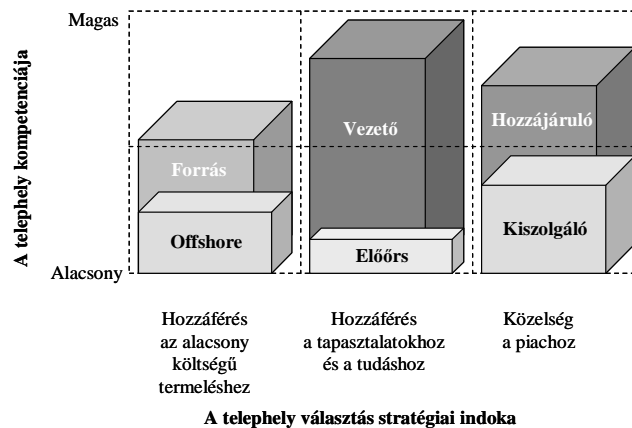 Magas
A telephely kompetenciája
Alacsony
Forrás
Offshore
Vezető
Előőrs
Hozzájáruló
Kiszolgáló
Hozzáférés
az alacsony
költségű
termeléshez
Hozzáférés
a tapasztalatokhoz
és a tudáshoz
Közelség
a piachoz
A telephely választás stratégiai indoka